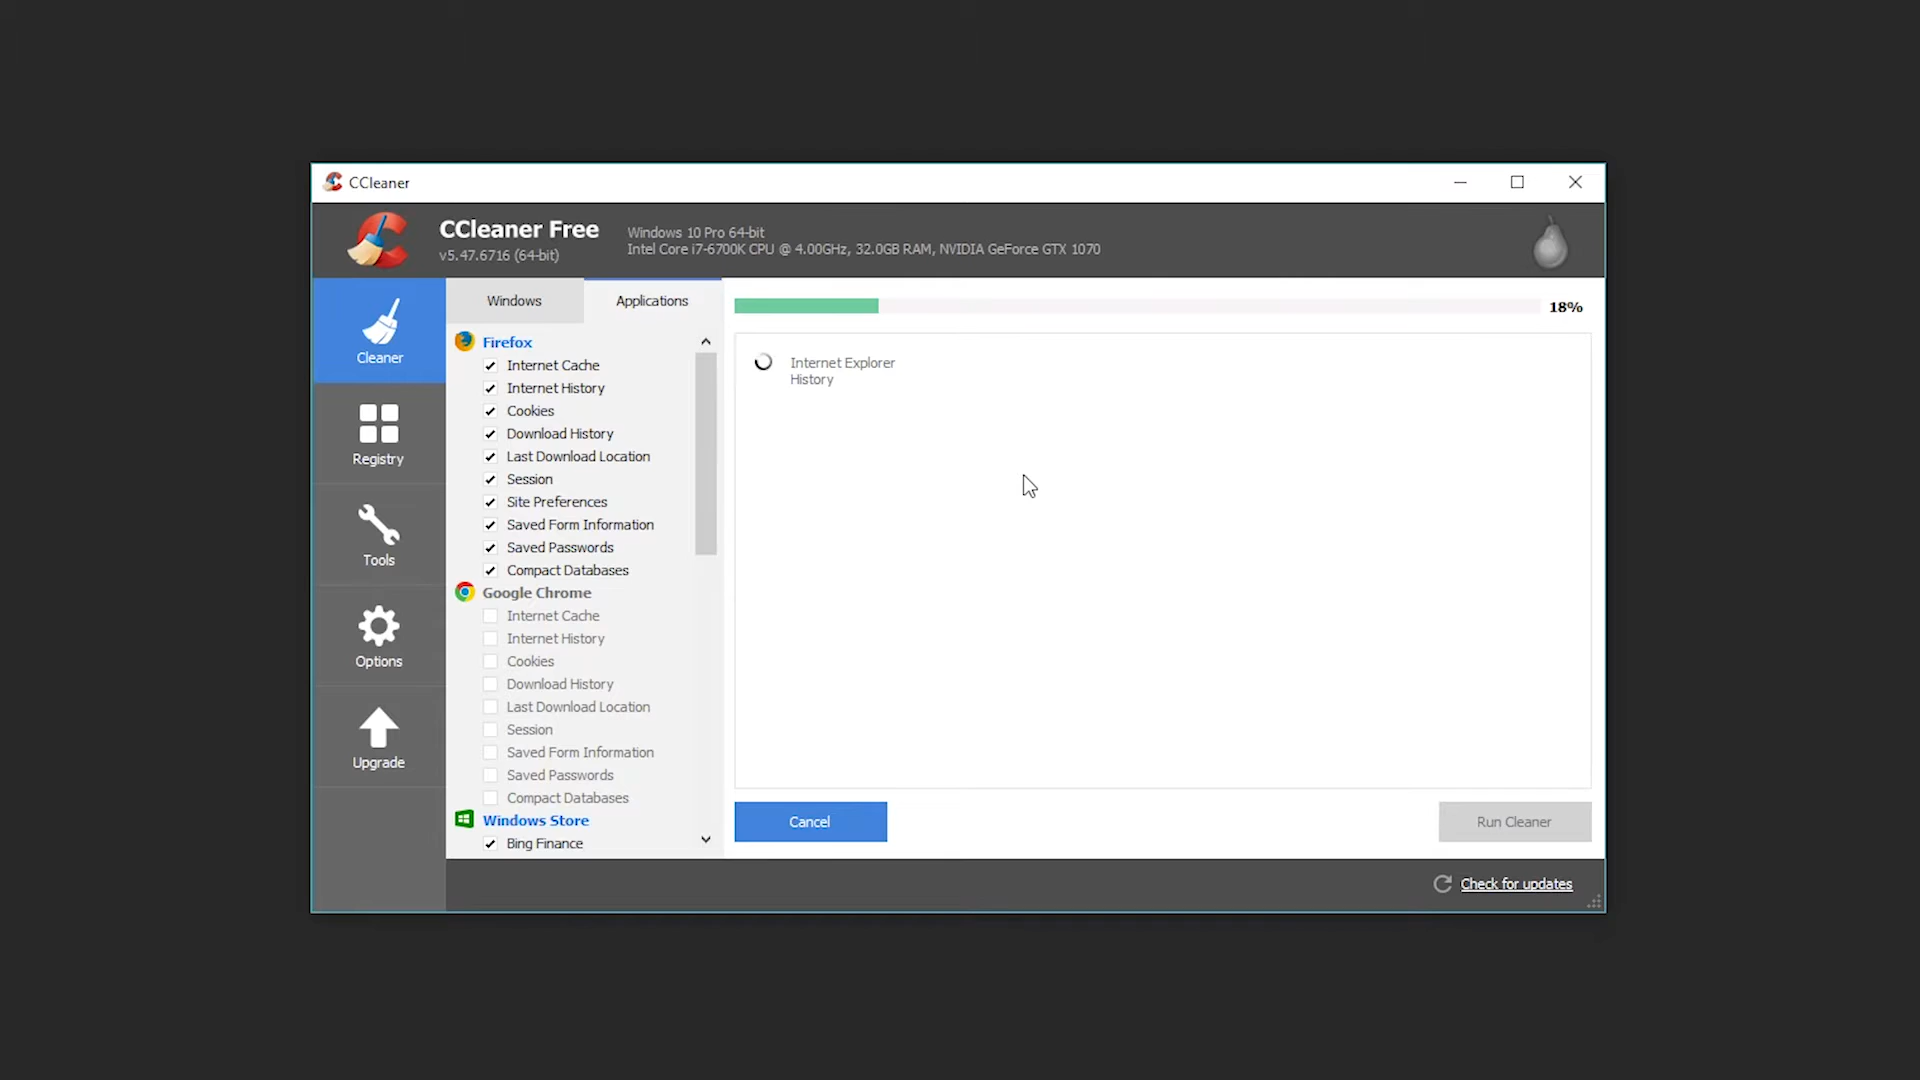 CCleaner
CCleaner Free
v5.47.6716 (64-bit)
Windows 10 Pro 64-bit
Intel Core i7-6700K CPU @ 4.00GHz, 32.0GB RAM, NVIDIA GeForce GTX 1070
Cleaner
Registry
Tools
Options
Upgrade
Windows
Applications
Firefox
Internet Cache
Internet History
Cookies
Download History
Last Download Location
Session
Site Preferences
Saved Form Information
Saved Passwords
Compact Databases
Google Chrome
Internet Cache
Internet History
Cookies
Download History
Last Download Location
Session
Saved Form Information
Saved Passwords
Compact Databases
Windows Store
Bing Finance
18%
Internet Explorer
History
Cancel
Run Cleaner
Check for updates